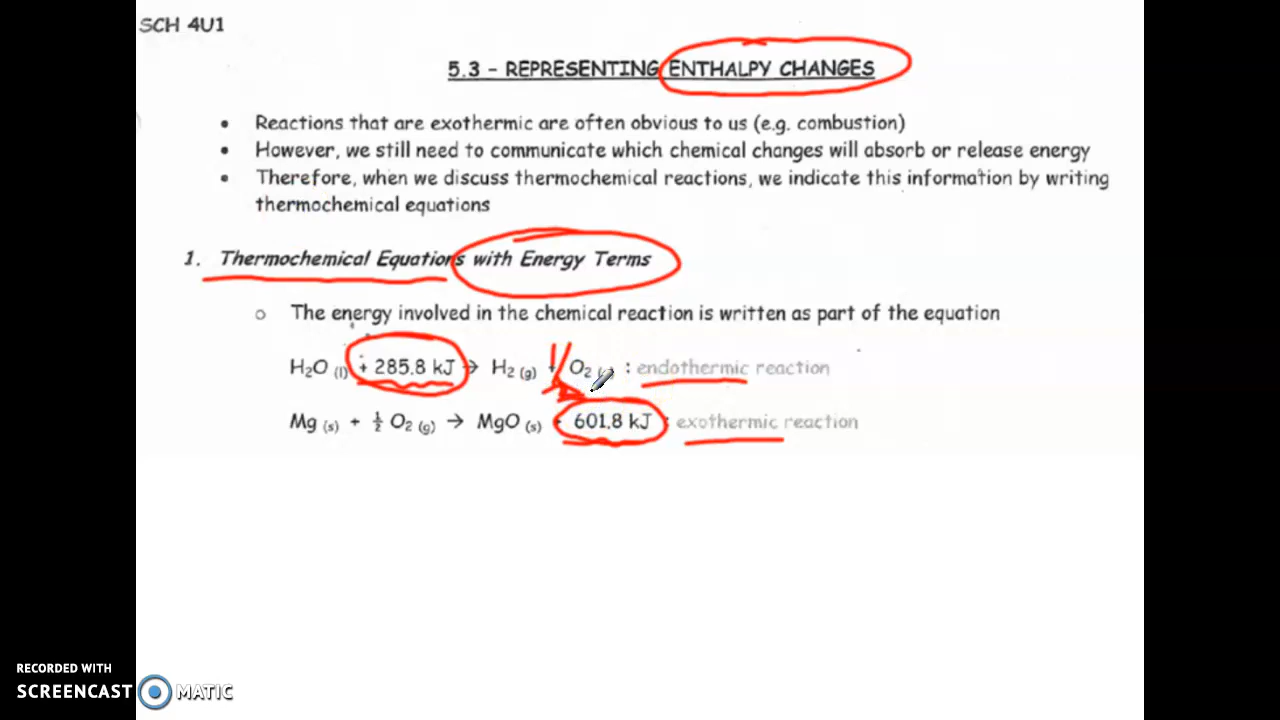 SCH 4U1
5.3 – REPRESENTING ENTHALPY CHANGES
• Reactions that are exothermic are often obvious to us (e.g. combustion)
• However, we still need to communicate which chemical changes will absorb or release energy
• Therefore, when we discuss thermochemical reactions, we indicate this information by writing
thermochemical equations
1. Thermochemical Equations with Energy Terms
o The energy involved in the chemical reaction is written as part of the equation
H₂O (l) + 285.8 kJ → H₂ (g) + O₂ : endothermic reaction
Mg (s) + ½ O₂ (g) → MgO (s) 601.8 kJ : exothermic reaction
RECORDED WITH
SCREENCAST MATIC